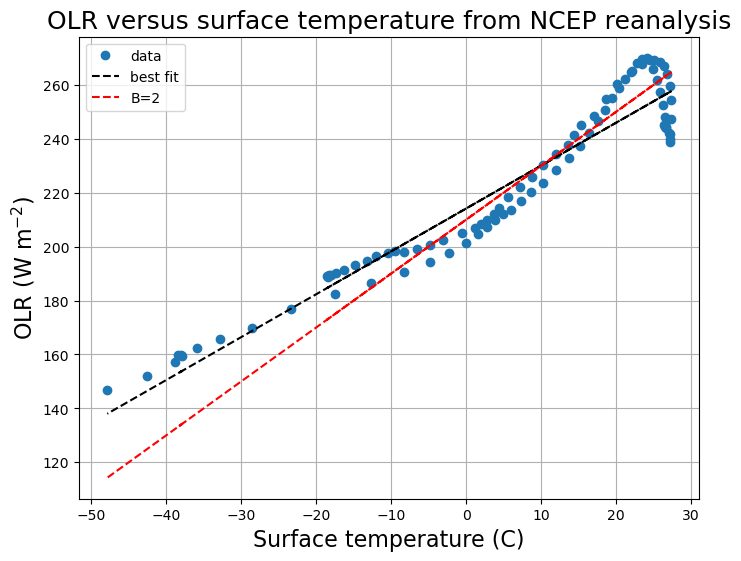 OLR versus surface temperature from NCEP reanalysis
data
best fit
B=2
OLR (W m⁻²)
260
240
220
200
180
160
140
120
−50 −40 −30 −20 −10 0 10 20 30
Surface temperature (C)